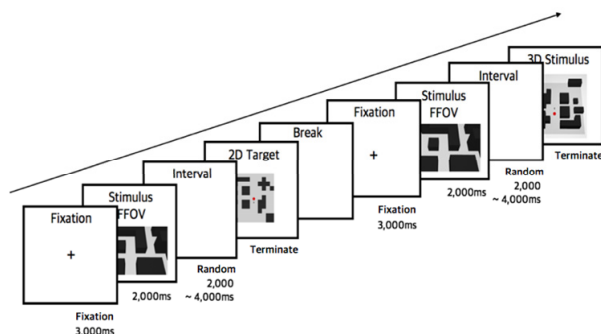 Fixation
+
Fixation
3,000ms
Stimulus
FFOV
2,000ms
Interval
Random
2,000
~ 4,000ms
2D Target
Terminate
Break
Fixation
+
Fixation
3,000ms
Stimulus
FFOV
2,000ms
Interval
Random
2,000
~ 4,000ms
3D Stimulus
Terminate